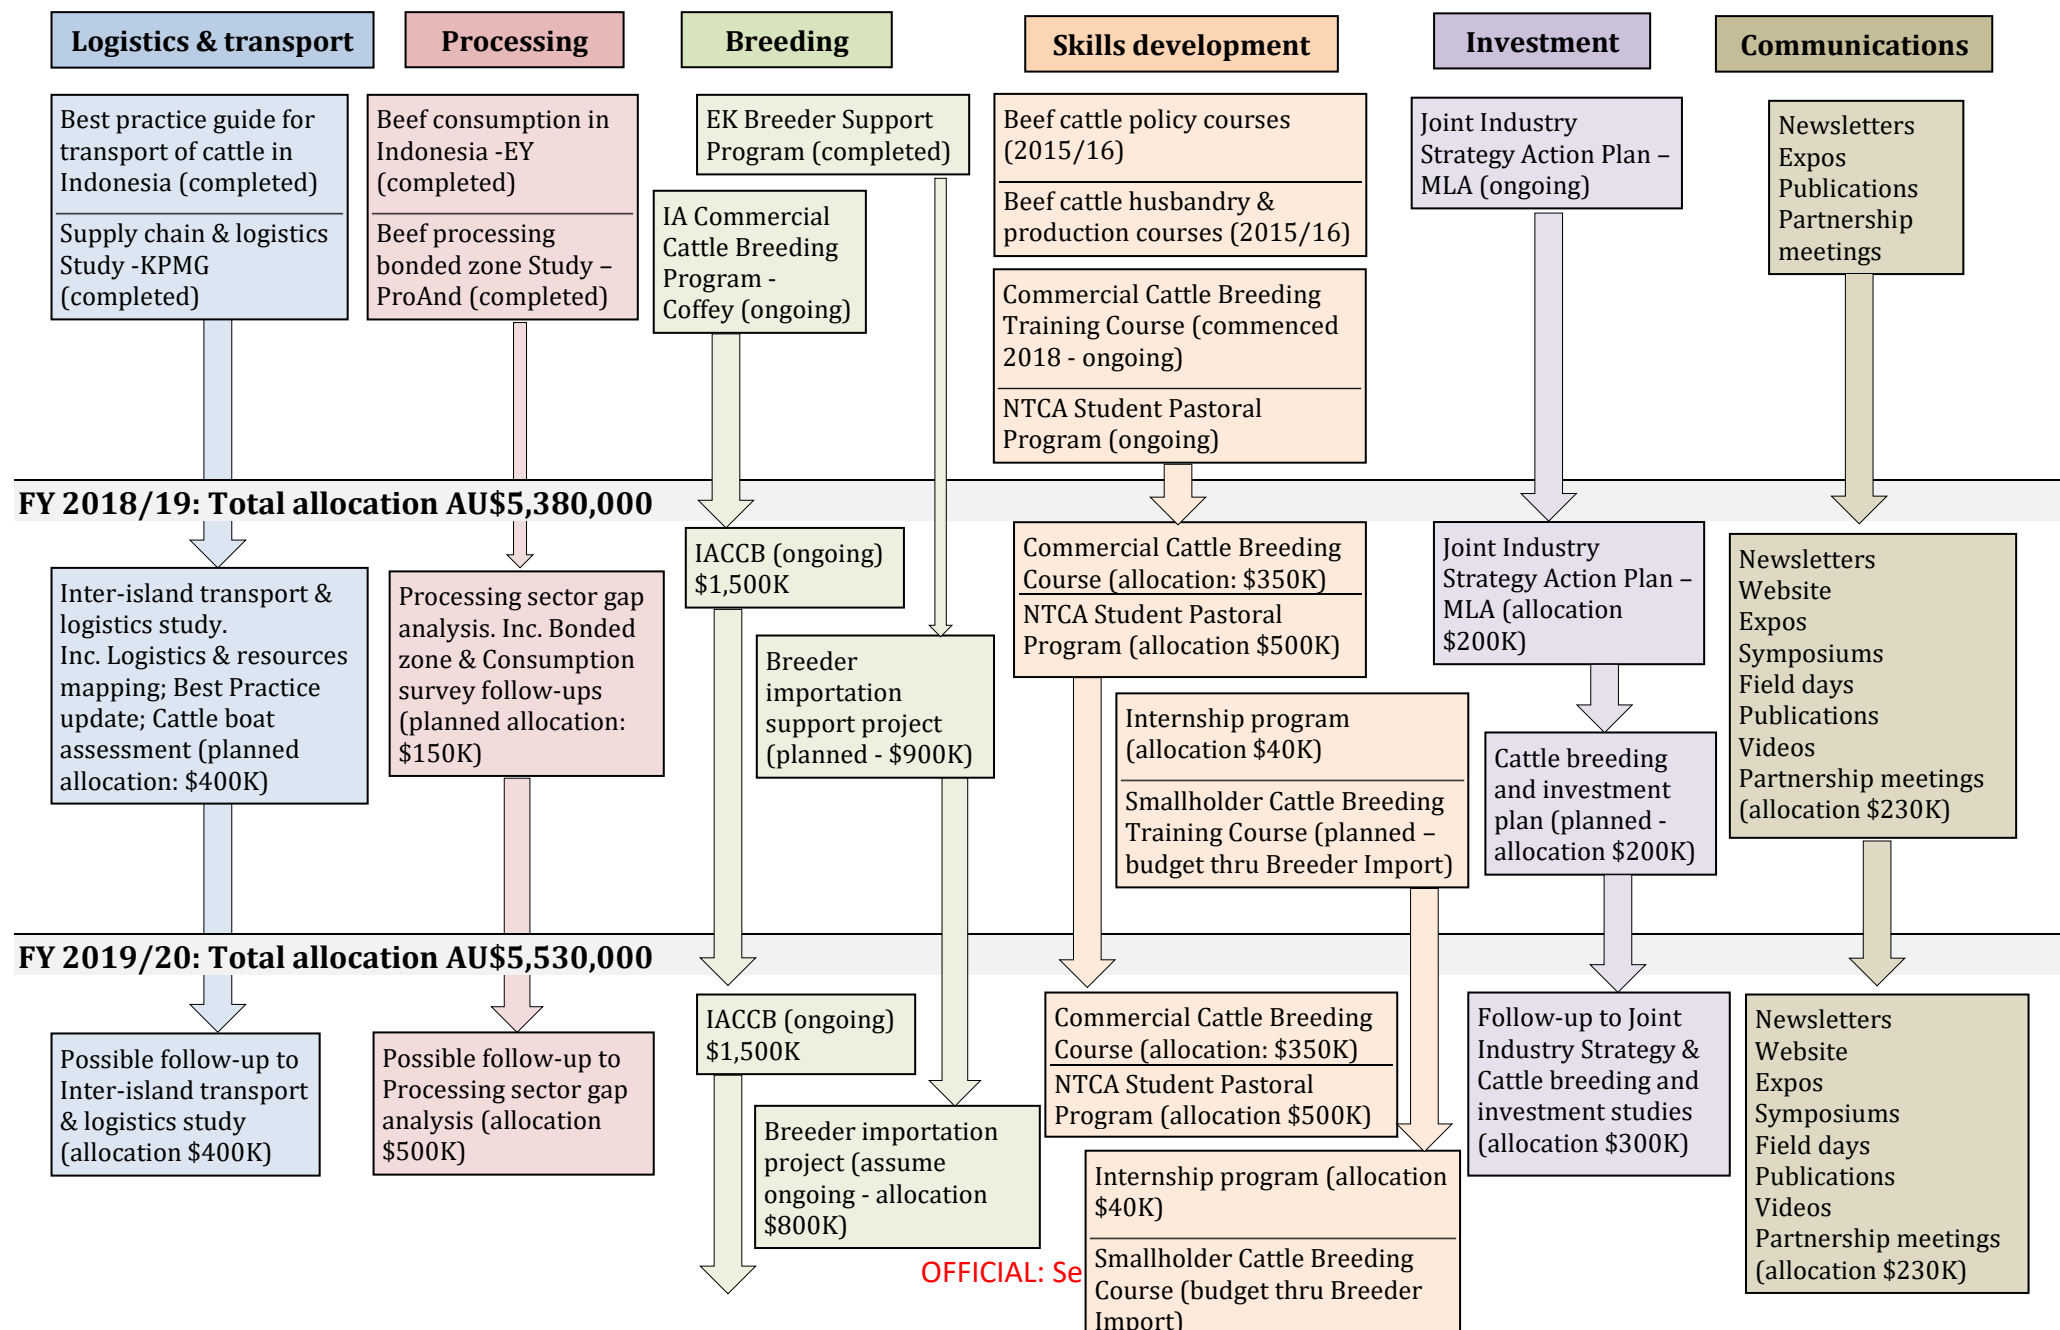 Logistics & transport
Processing
Breeding
Skills development
Investment
Communications
Best practice guide for
transport of cattle in
Indonesia (completed)
Supply chain & logistics
Study -KPMG
(completed)
Beef consumption in
Indonesia -EY
(completed)
Beef processing
bonded zone Study –
ProAnd (completed)
EK Breeder Support
Program (completed)
IA Commercial
Cattle Breeding
Program -
Coffey (ongoing)
Beef cattle policy courses
(2015/16)
Beef cattle husbandry &
production courses (2015/16)
Commercial Cattle Breeding
Training Course (commenced
2018 - ongoing)
NTCA Student Pastoral
Program (ongoing)
Joint Industry
Strategy Action Plan –
MLA (ongoing)
Newsletters
Expos
Publications
Partnership
meetings
FY 2018/19: Total allocation AU$5,380,000
Inter-island transport &
logistics study.
Inc. Logistics & resources
mapping; Best Practice
update; Cattle boat
assessment (planned
allocation: $400K)
Processing sector gap
analysis. Inc. Bonded
zone & Consumption
survey follow-ups
(planned allocation:
$150K)
IACCB (ongoing)
$1,500K
Breeder
importation
support project
(planned - $900K)
Commercial Cattle Breeding
Course (allocation: $350K)
NTCA Student Pastoral
Program (allocation $500K)
Internship program
(allocation $40K)
Smallholder Cattle Breeding
Training Course (planned –
budget thru Breeder Import)
Joint Industry
Strategy Action Plan –
MLA (allocation
$200K)
Cattle breeding
and investment
plan (planned -
allocation $200K)
Newsletters
Website
Expos
Symposiums
Field days
Publications
Videos
Partnership meetings
(allocation $230K)
FY 2019/20: Total allocation AU$5,530,000
Possible follow-up to
Inter-island transport
& logistics study
(allocation $400K)
Possible follow-up to
Processing sector gap
analysis (allocation
$500K)
IACCB (ongoing)
$1,500K
Breeder importation
project (assume
ongoing - allocation
$800K)
Commercial Cattle Breeding
Course (allocation: $350K)
NTCA Student Pastoral
Program (allocation $500K)
Internship program (allocation
$40K)
Smallholder Cattle Breeding
Course (budget thru Breeder
Import)
Follow-up to Joint
Industry Strategy &
Cattle breeding and
investment studies
(allocation $300K)
Newsletters
Website
Expos
Symposiums
Field days
Publications
Videos
Partnership meetings
(allocation $230K)
OFFICIAL: Se